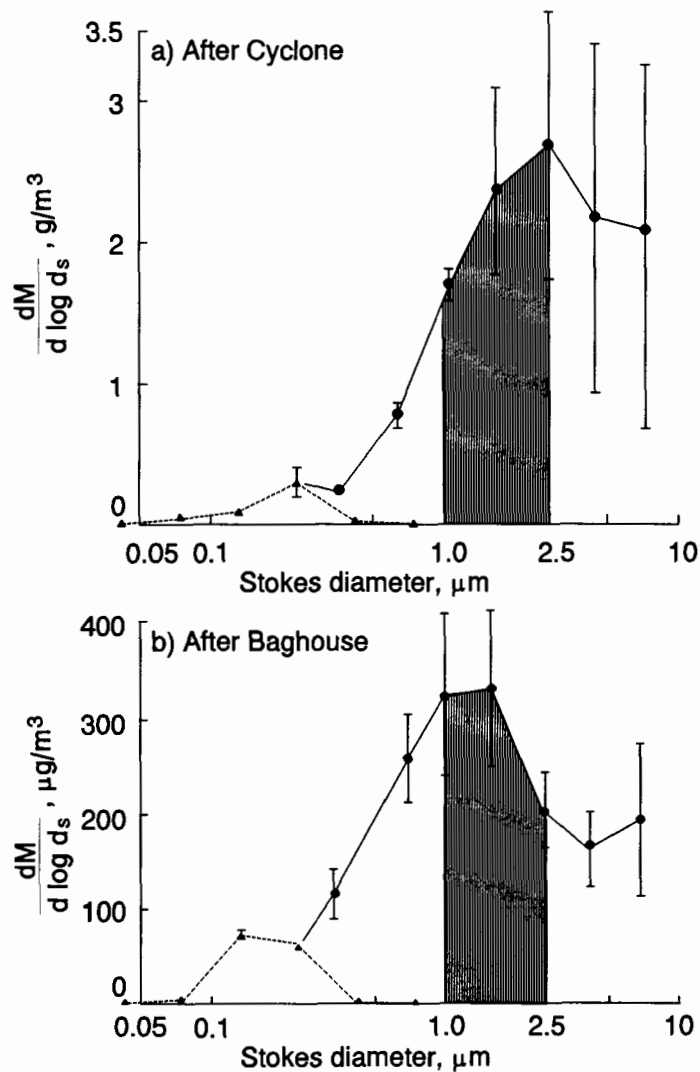 a) After Cyclone
3.5
3
2
1
0
dM
d log dₛ , g/m³
0.05 0.1 1.0 2.5 10
Stokes diameter, μm
b) After Baghouse
400
300
200
100
0
dM
d log dₛ , μg/m³
0.05 0.1 1.0 2.5 10
Stokes diameter, μm